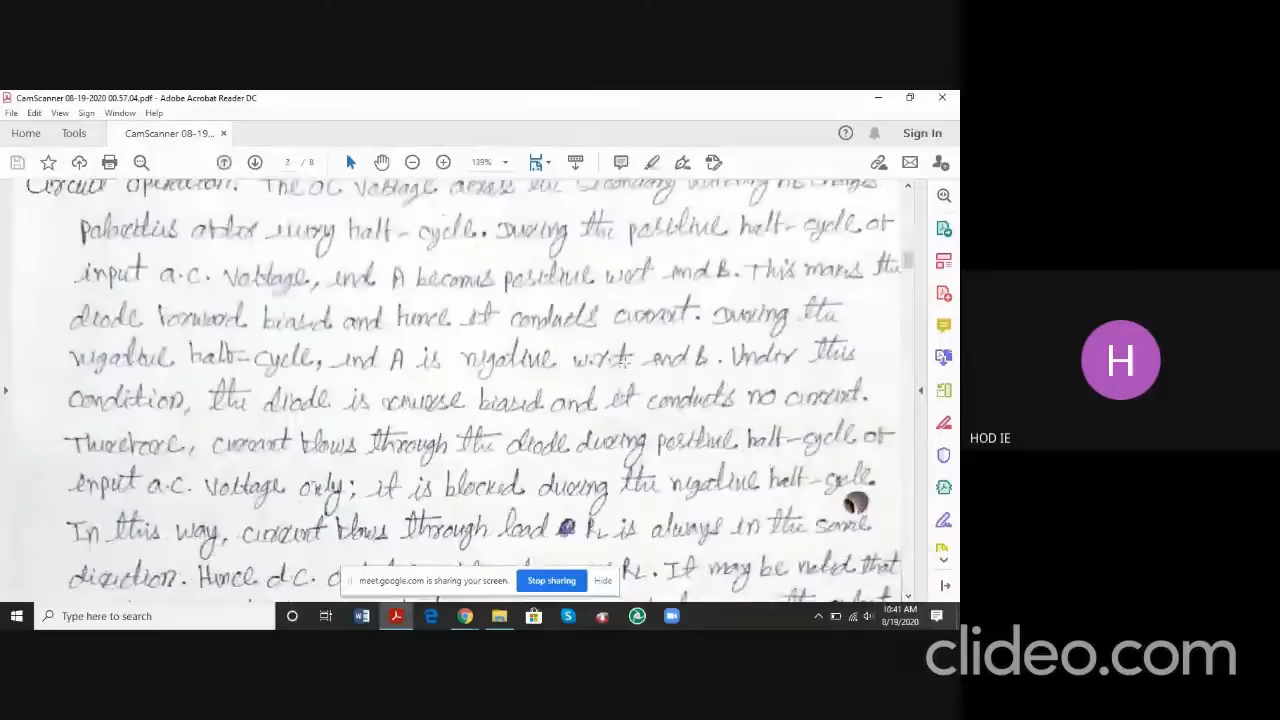 CamScanner 08-19-2020 00.57.04.pdf - Adobe Acrobat Reader DC
File Edit View Sign Window Help
Home Tools CamScanner 08-19... × Sign In
2 / 8 139%
Circuit operation. The ac voltage across the secondary winding
polarities after every half-cycle. During the positive half-cycle of
input a.c. voltage, end A becomes positive w.r.t end B. This makes the
diode forward biased and hence it conducts current. During the
negative half-cycle, end A is negative w.r.t end B. Under this
condition, the diode is reverse biased and it conducts no current.
Therefore, current flows through the diode during positive half-cycle of
input a.c. voltage only; it is blocked during the negative half-cycle.
In this way, current flows through load RL is always in the same
direction. Hence d.c. RL. It may be noted that
meet.google.com is sharing your screen. Stop sharing Hide
Type here to search
10:41 AM
8/19/2020
H
HOD IE
clideo.com